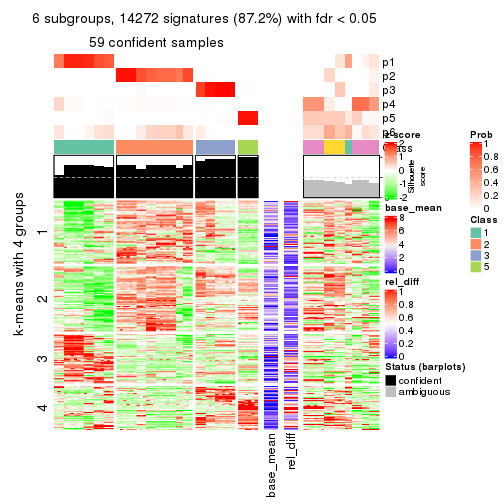 6 subgroups, 14272 signatures (87.2%) with fdr < 0.05
59 confident samples
p1
p2
p3
p4
p5
p6
Class
z-score
2
1
0
-1
-2
Silhouette
score
Prob
1
0.8
0.6
0.4
0.2
0
base_mean
8
6
4
2
0
Class
1
2
3
5
rel_diff
1
0.8
0.6
0.4
0.2
0
Status (barplots)
confident
ambiguous
k-means with 4 groups
1
2
3
4
base_mean
rel_diff